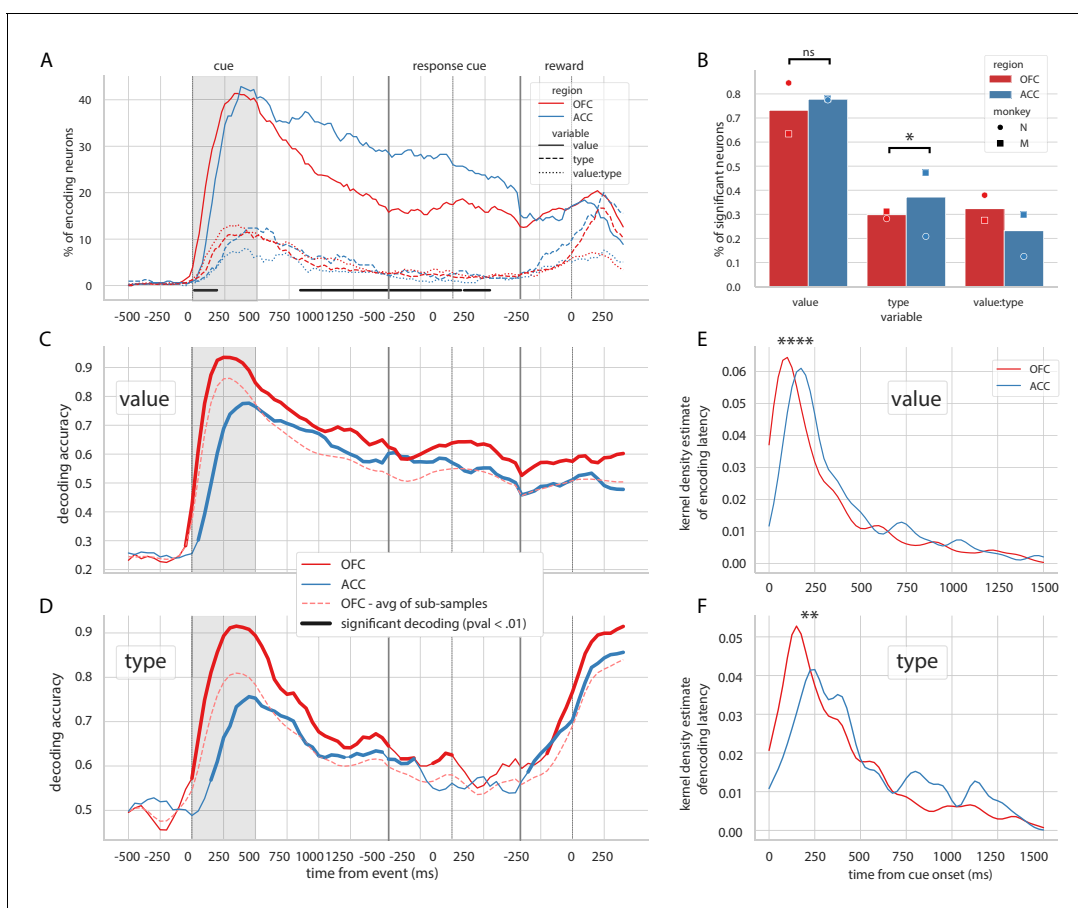 A
cue
response cue
reward
% of encoding neurons
40
30
20
10
0
region
OFC
ACC
variable
value
type
value:type
-500 -250 0 250 500 750 1000 1250 -250 0 250 -250 0 250
B
% of significant neurons
0.8
0.7
0.6
0.5
0.4
0.3
0.2
0.1
0.0
ns
*
region
OFC
ACC
monkey
N
M
value type value:type
variable
C
value
decoding accuracy
0.9
0.8
0.7
0.6
0.5
0.4
0.3
0.2
OFC
ACC
OFC - avg of sub-samples
significant decoding (pval < .01)
D
type
decoding accuracy
0.9
0.8
0.7
0.6
0.5
-500 -250 0 250 500 750 1000 1250 -250 0 250 -250 0 250
time from event (ms)
E
****
value
OFC
ACC
kernel density estimate
of encoding latency
0.06
0.05
0.04
0.03
0.02
0.01
0.00
0 250 500 750 1000 1250 1500
F
**
type
kernel density estimate
ofencoding latency
0.05
0.04
0.03
0.02
0.01
0.00
0 250 500 750 1000 1250 1500
time from cue onset (ms)